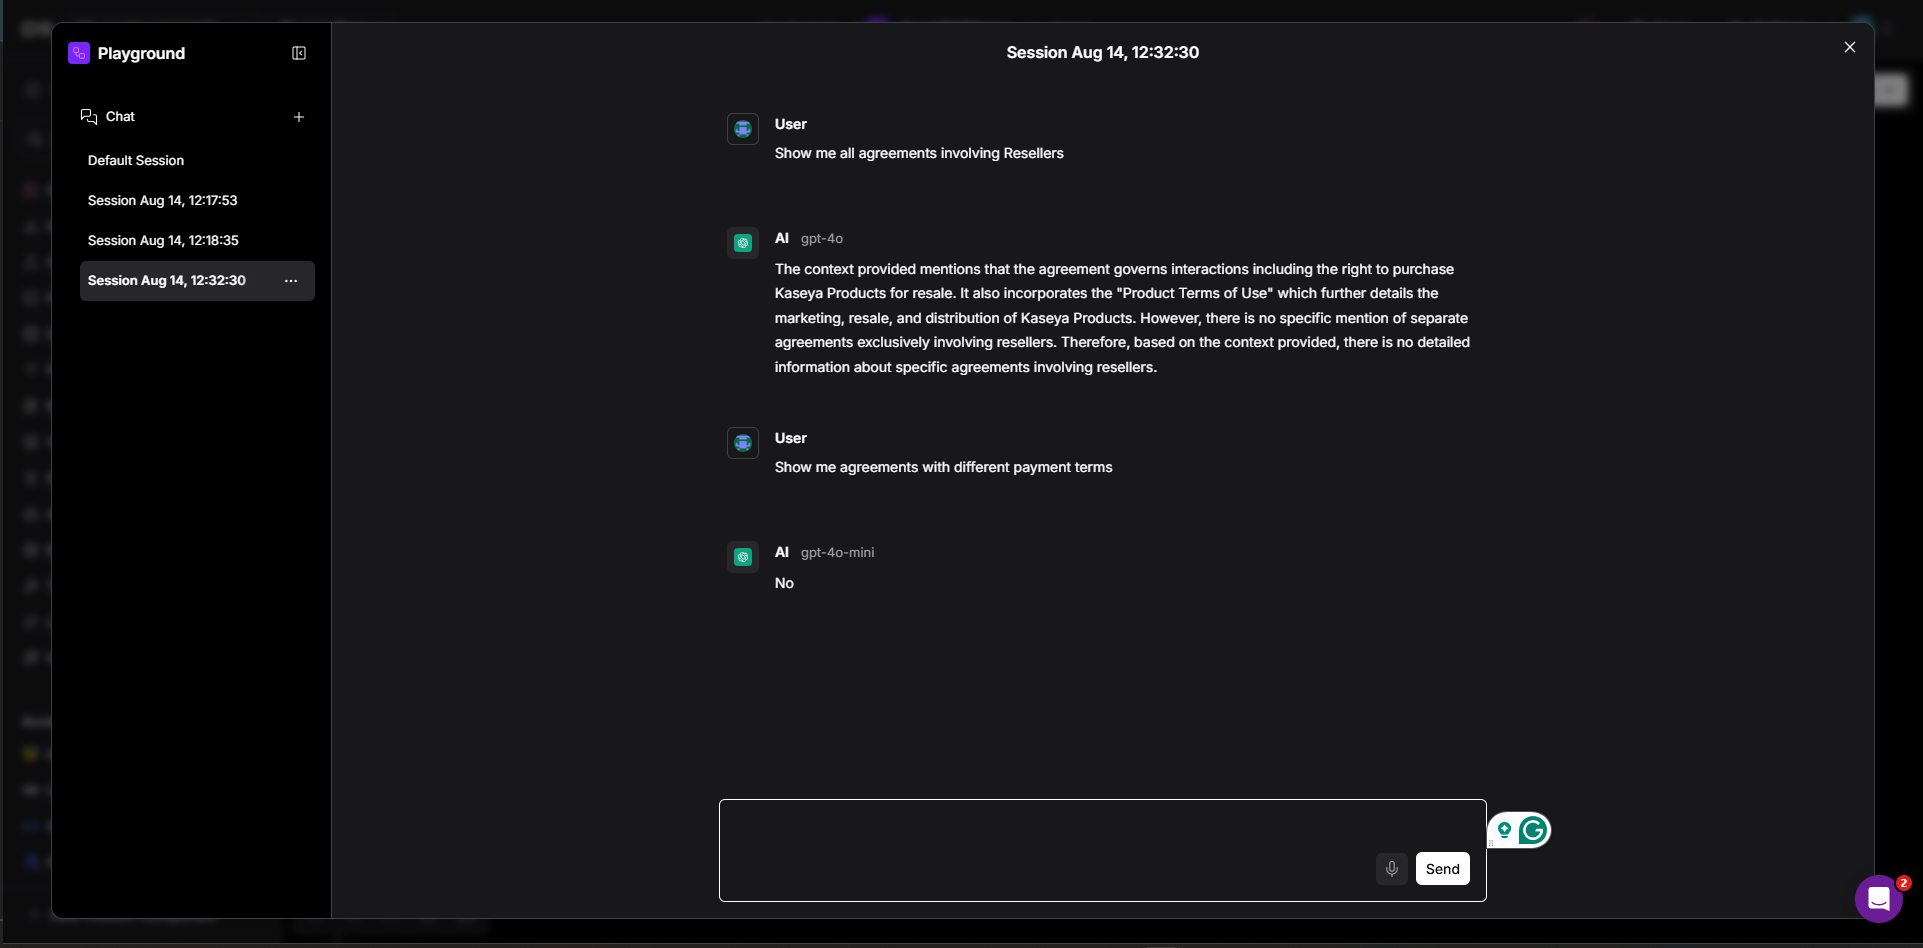 Playground
Chat
Default Session
Session Aug 14, 12:17:53
Session Aug 14, 12:18:35
Session Aug 14, 12:32:30
Session Aug 14, 12:32:30
User
Show me all agreements involving Resellers
AI gpt-4o
The context provided mentions that the agreement governs interactions including the right to purchase
Kaseya Products for resale. It also incorporates the "Product Terms of Use" which further details the
marketing, resale, and distribution of Kaseya Products. However, there is no specific mention of separate
agreements exclusively involving resellers. Therefore, based on the context provided, there is no detailed
information about specific agreements involving resellers.
User
Show me agreements with different payment terms
AI gpt-4o-mini
No
Send
2